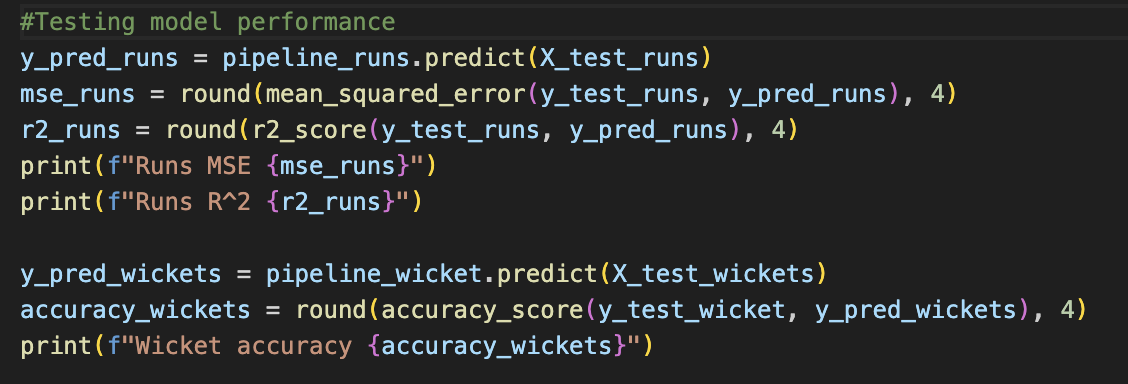 #Testing model performance
y_pred_runs = pipeline_runs.predict(X_test_runs)
mse_runs = round(mean_squared_error(y_test_runs, y_pred_runs), 4)
r2_runs = round(r2_score(y_test_runs, y_pred_runs), 4)
print(f"Runs MSE {mse_runs}")
print(f"Runs R^2 {r2_runs}")

y_pred_wickets = pipeline_wicket.predict(X_test_wickets)
accuracy_wickets = round(accuracy_score(y_test_wicket, y_pred_wickets), 4)
print(f"Wicket accuracy {accuracy_wickets}")